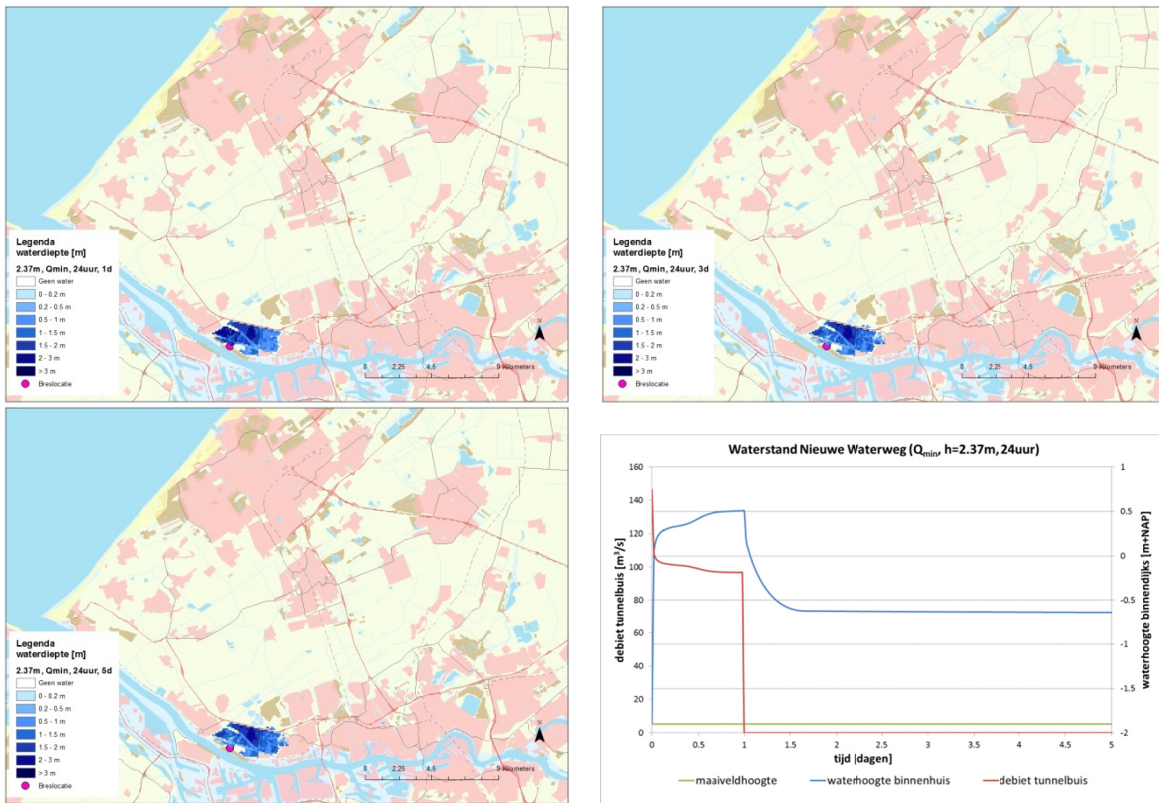 Legenda
waterdiepte [m]
2.37m, Qmin, 24uur, 1d
Geen water
0 - 0.2 m
0.2 - 0.5 m
0.5 - 1 m
1 - 1.5 m
1.5 - 2 m
2 - 3 m
> 3 m
Breslocatie
N
0 2.25 4.5 9 Kilometers
Legenda
waterdiepte [m]
2.37m, Qmin, 24uur, 3d
Geen water
0 - 0.2 m
0.2 - 0.5 m
0.5 - 1 m
1 - 1.5 m
1.5 - 2 m
2 - 3 m
> 3 m
Breslocatie
N
0 2.25 4.5 9 Kilometers
Legenda
waterdiepte [m]
2.37m, Qmin, 24uur, 5d
Geen water
0 - 0.2 m
0.2 - 0.5 m
0.5 - 1 m
1 - 1.5 m
1.5 - 2 m
2 - 3 m
> 3 m
Breslocatie
N
0 2.25 4.5 9 Kilometers
Waterstand Nieuwe Waterweg (Qmin, h=2.37m, 24uur)
debiet tunnelbuis [m³/s]
160
140
120
100
80
60
40
20
0
1
0.5
0
-0.5
-1
-1.5
-2
waterhoogte binnendijks [m+NAP]
0 0.5 1 1.5 2 2.5 3 3.5 4 4.5 5
tijd [dagen]
maaiveldhoogte waterhoogte binnenhuis debiet tunnelbuis